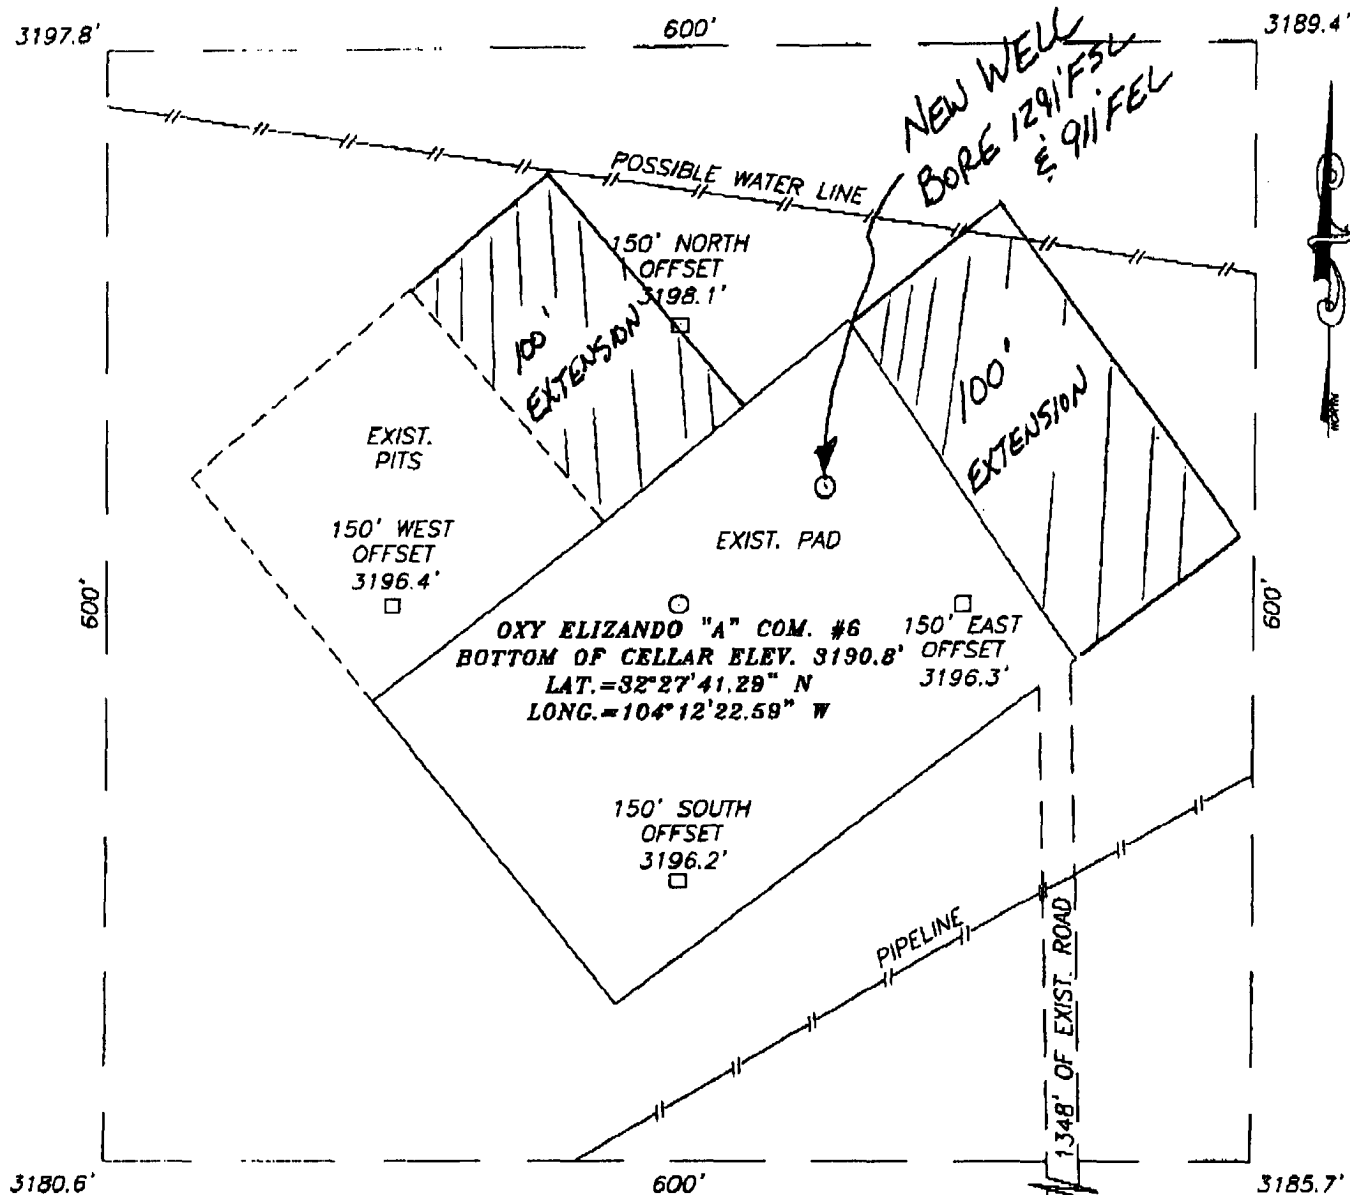 3197.8'
600'
3189.4'
NEW WELL
BORE 1291'FSL
& 911'FEL
POSSIBLE WATER LINE
150' NORTH
OFFSET
3198.1'
100'
EXTENSION
100'
EXTENSION
NORTH
EXIST.
PITS
150' WEST
OFFSET
3196.4'
EXIST. PAD
600'
600'
OXY ELIZANDO "A" COM. #6
BOTTOM OF CELLAR ELEV. 3190.8'
LAT.=32°27'41.29" N
LONG.=104°12'22.59" W
150' EAST
OFFSET
3196.3'
150' SOUTH
OFFSET
3196.2'
PIPELINE
1348' OF EXIST. ROAD
3180.6'
600'
3185.7'